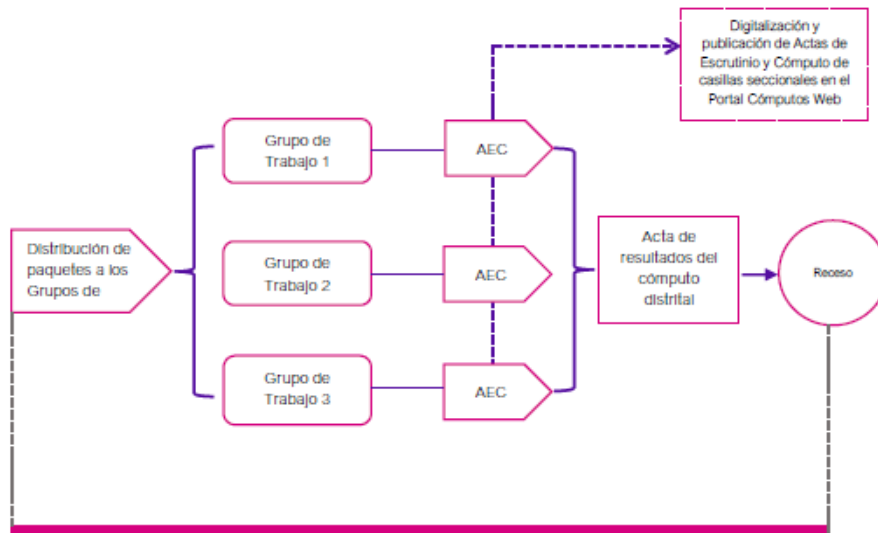 Digitalización y
publicación de Actas de
Escrutinio y Cómputo de
casillas seccionales en el
Portal Cómputos Web
Grupo de
Trabajo 1
AEC
Distribución de
paquetes a los
Grupos de
Grupo de
Trabajo 2
AEC
Acta de
resultados del
cómputo
distrital
Receso
Grupo de
Trabajo 3
AEC